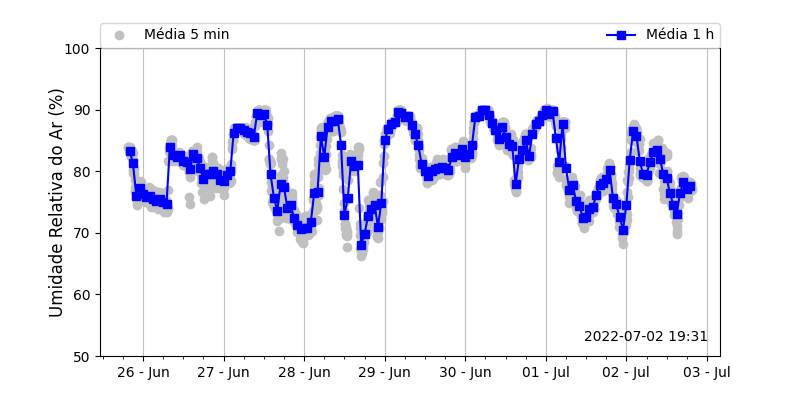 Média 5 min
Média 1 h
Umidade Relativa do Ar (%)
100
90
80
70
60
50
2022-07-02 19:31
26 - Jun
27 - Jun
28 - Jun
29 - Jun
30 - Jun
01 - Jul
02 - Jul
03 - Jul